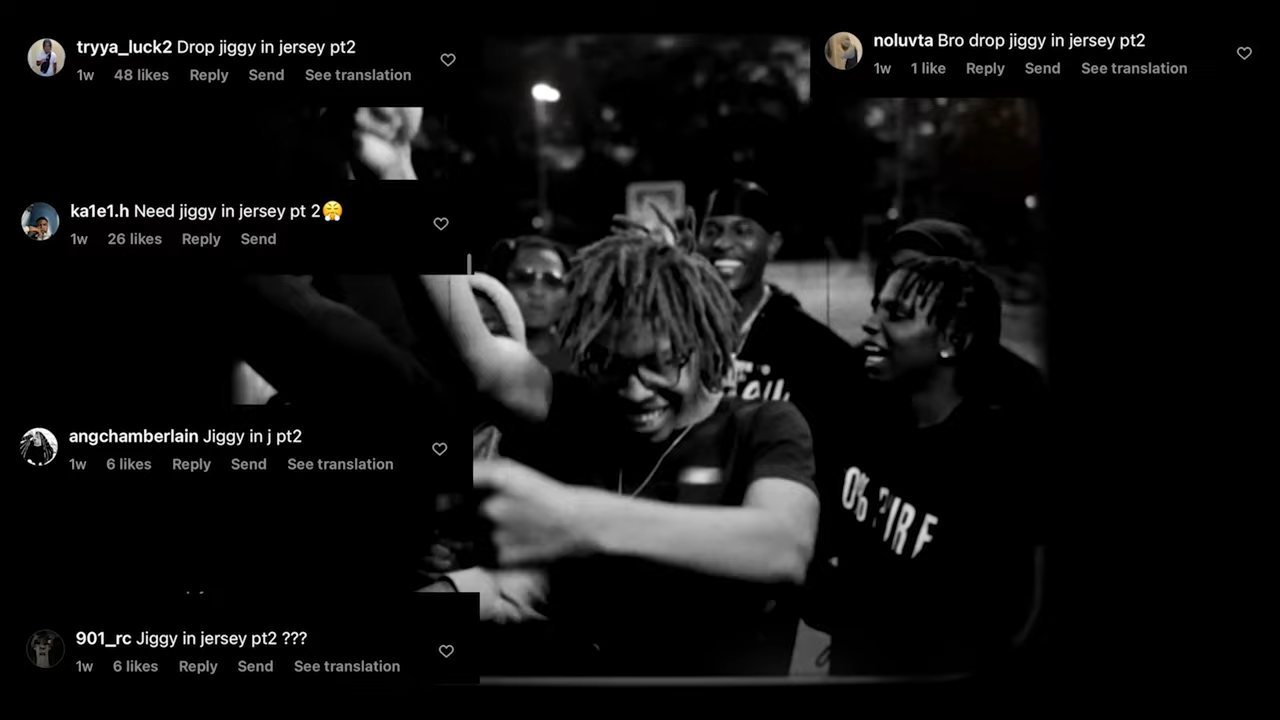 tryya_luck2 Drop jiggy in jersey pt2
1w 48 likes Reply Send See translation
noluvta Bro drop jiggy in jersey pt2
1w 1 like Reply Send See translation
ka1e1.h Need jiggy in jersey pt 2😤
1w 26 likes Reply Send
angchamberlain Jiggy in j pt2
1w 6 likes Reply Send See translation
0%
901_rc Jiggy in jersey pt2 ???
1w 6 likes Reply Send See translation